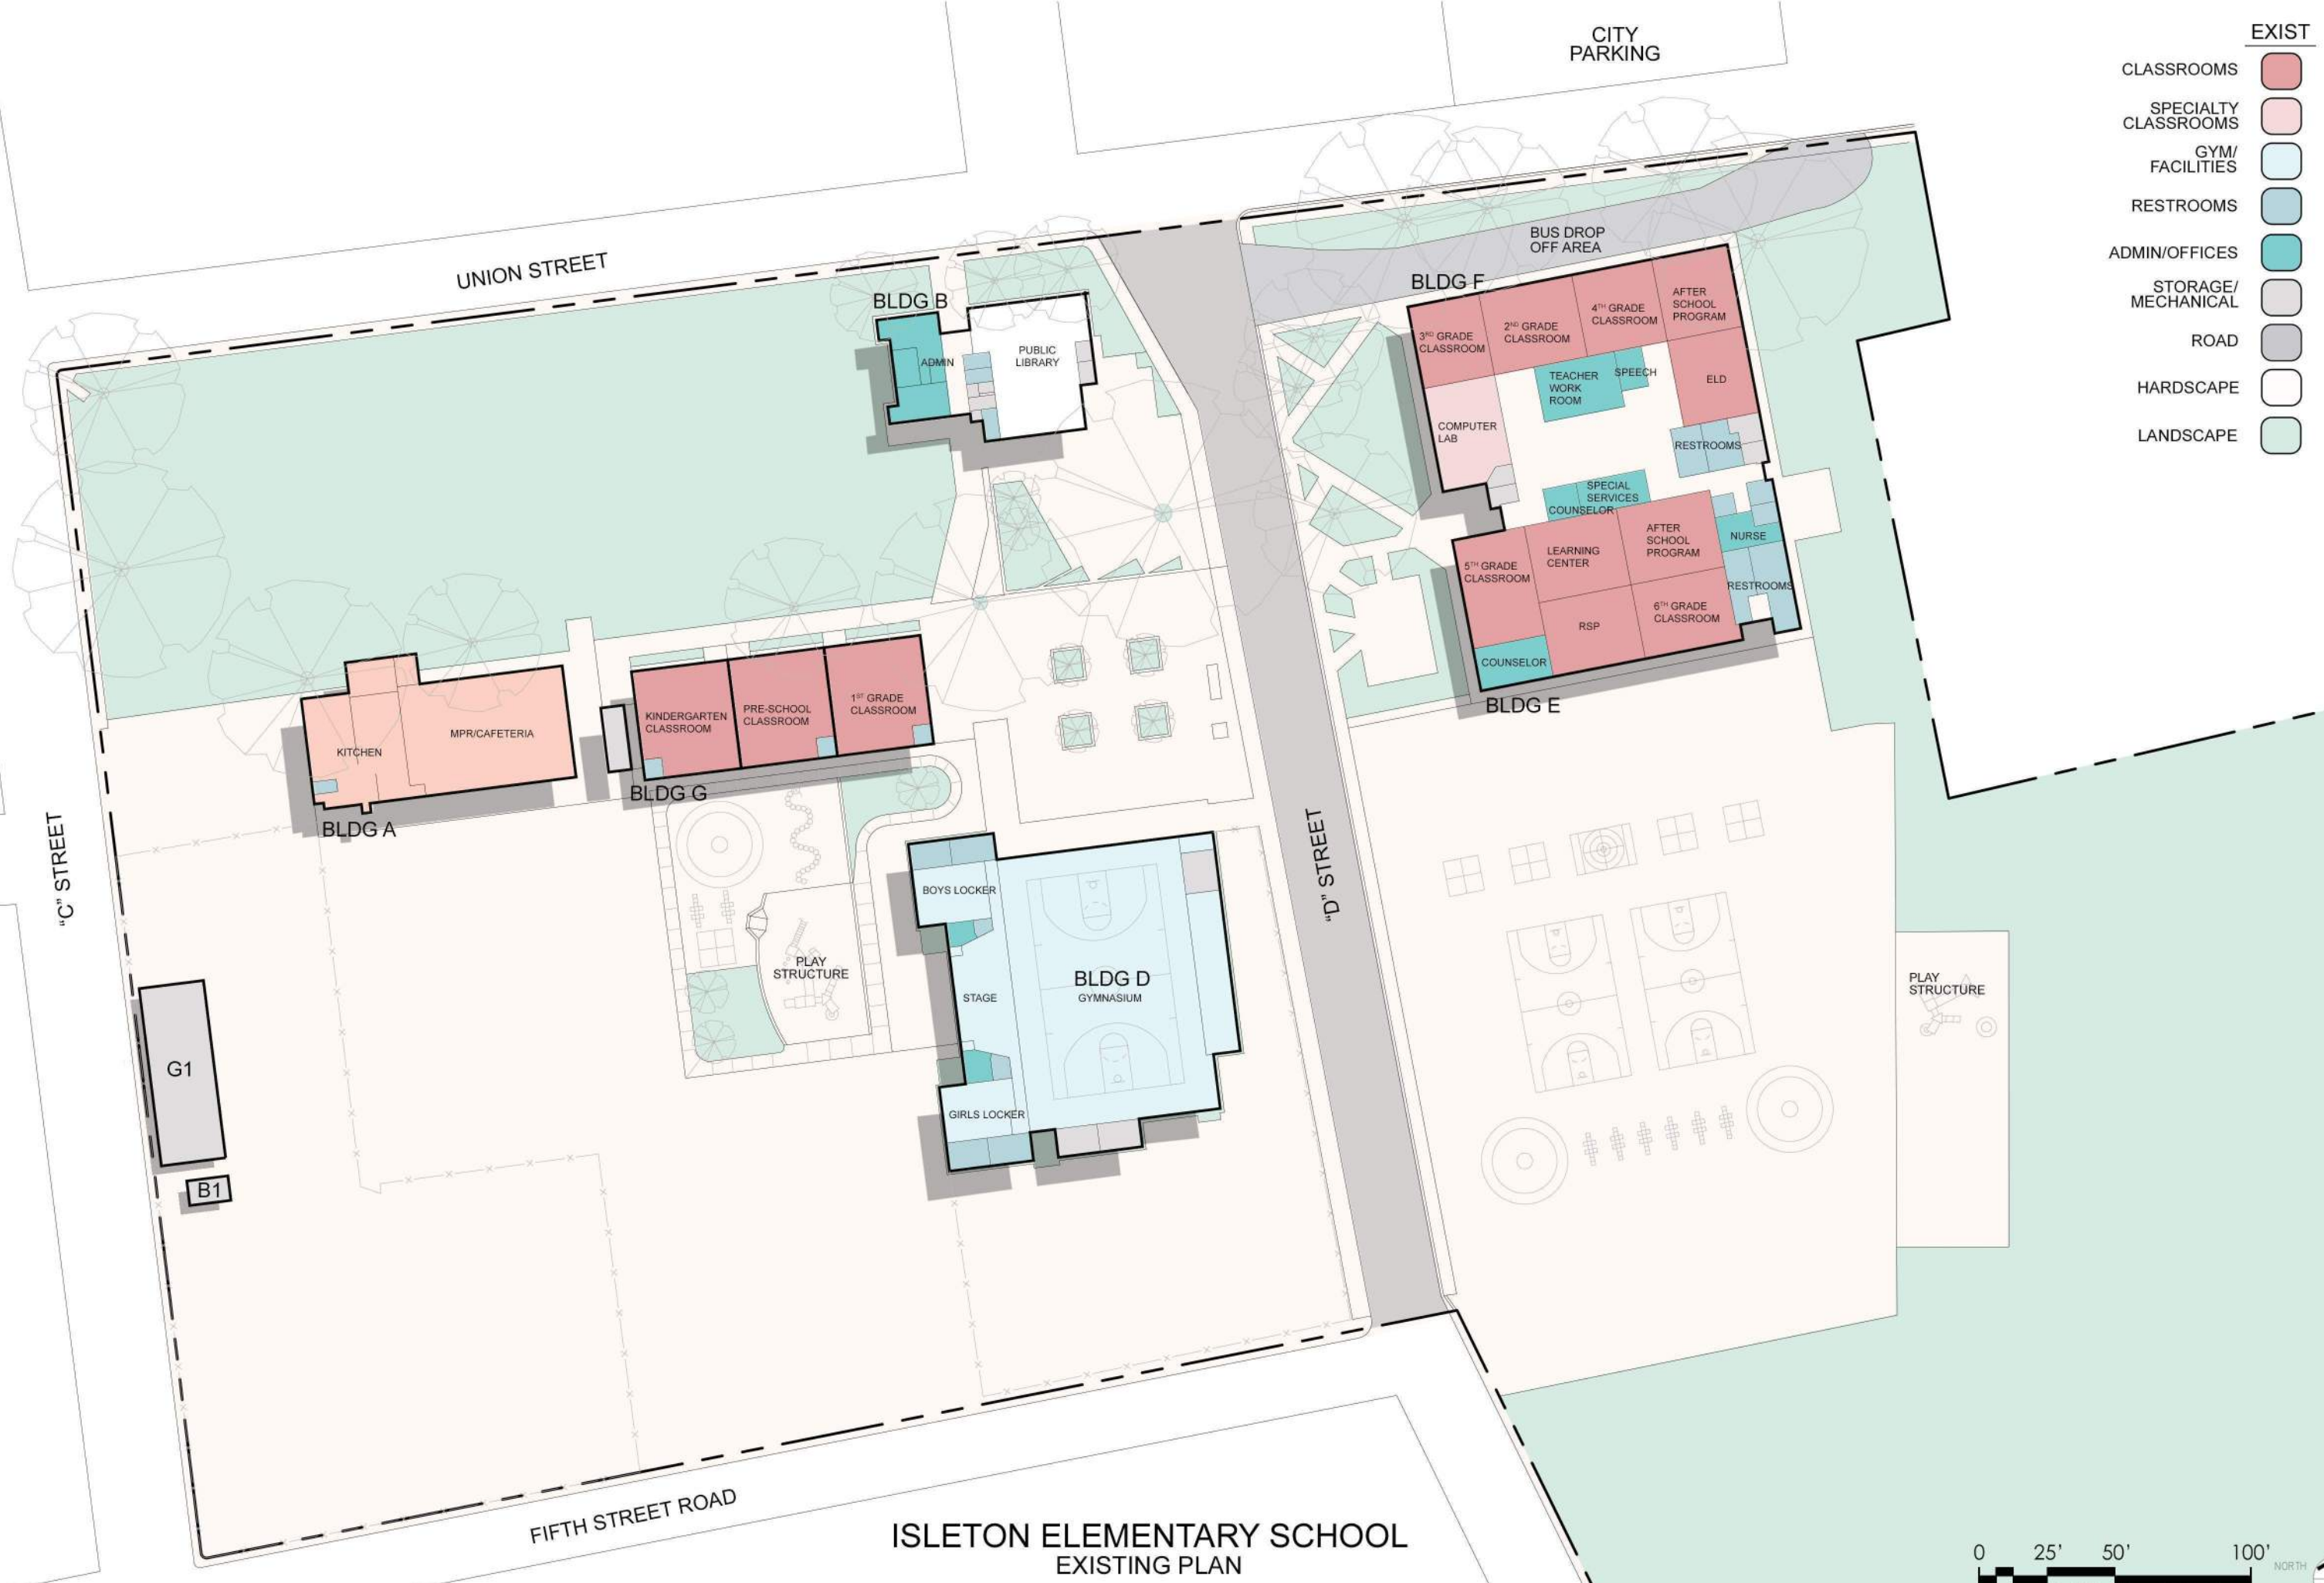 CITY
PARKING
EXIST
CLASSROOMS
SPECIALTY
CLASSROOMS
GYM/
FACILITIES
RESTROOMS
ADMIN/OFFICES
STORAGE/
MECHANICAL
ROAD
HARDSCAPE
LANDSCAPE
UNION STREET
BUS DROP
OFF AREA
BLDG F
BLDG B
ADMIN
PUBLIC
LIBRARY
3RD GRADE
CLASSROOM
2ND GRADE
CLASSROOM
4TH GRADE
CLASSROOM
AFTER
SCHOOL
PROGRAM
TEACHER
WORK
ROOM
SPEECH
ELD
COMPUTER
LAB
RESTROOMS
SPECIAL
SERVICES
COUNSELOR
5TH GRADE
CLASSROOM
LEARNING
CENTER
AFTER
SCHOOL
PROGRAM
NURSE
RESTROOMS
RSP
6TH GRADE
CLASSROOM
COUNSELOR
BLDG E
KITCHEN
MPR/CAFETERIA
BLDG A
KINDERGARTEN
CLASSROOM
PRE-SCHOOL
CLASSROOM
1ST GRADE
CLASSROOM
BLDG G
"C" STREET
"D" STREET
BOYS LOCKER
PLAY
STRUCTURE
STAGE
BLDG D
GYMNASIUM
GIRLS LOCKER
PLAY
STRUCTURE
G1
B1
FIFTH STREET ROAD
ISLETON ELEMENTARY SCHOOL
EXISTING PLAN
0 25' 50' 100'
NORTH